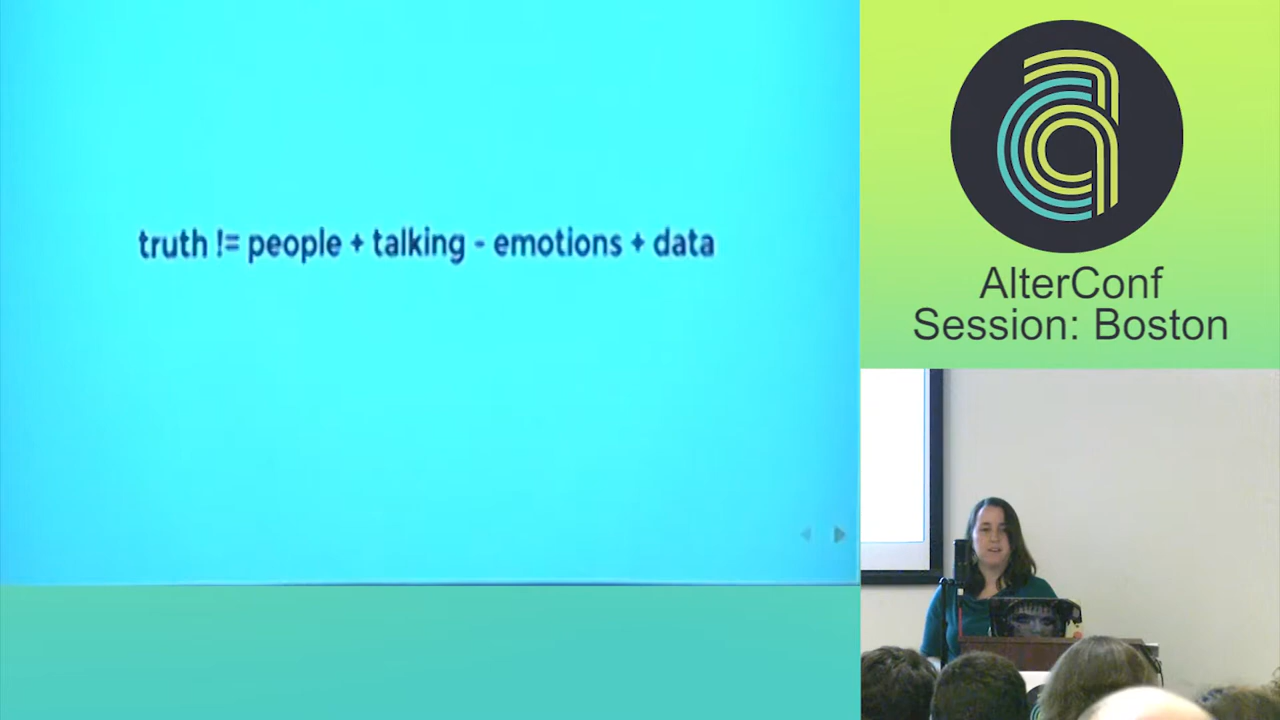 truth != people + talking - emotions + data
AlterConf
Session: Boston